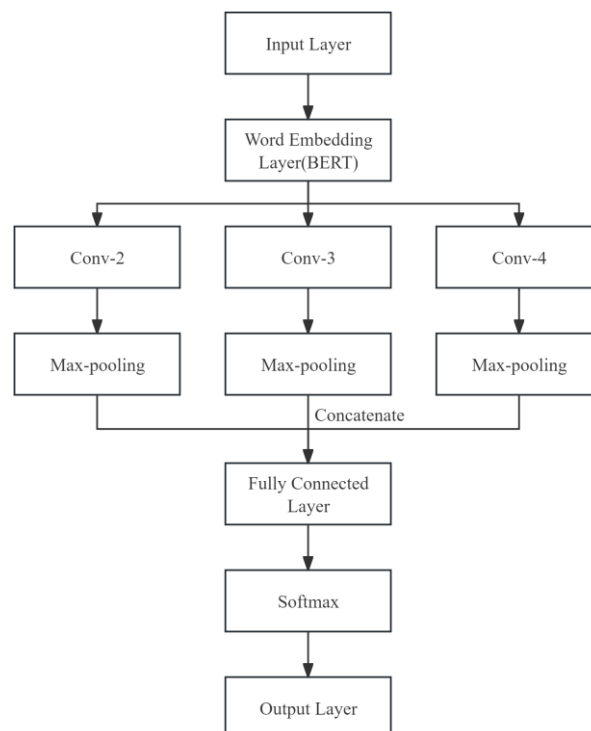 Input Layer
Word Embedding
Layer(BERT)
Conv-2
Conv-3
Conv-4
Max-pooling
Max-pooling
Max-pooling
Concatenate
Fully Connected
Layer
Softmax
Output Layer